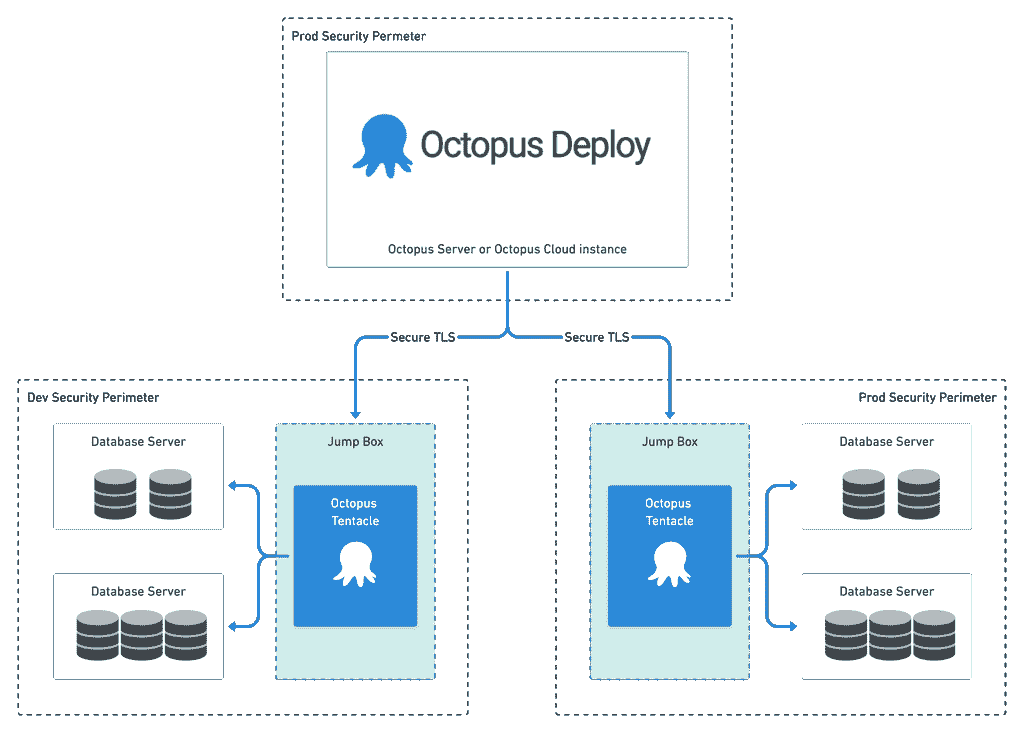 Prod Security Permeter
Octopus Deploy
Octopus Server or Octopus Cloud instance
Secure TLS
Secure TLS
Dev Security Perimeter
Database Server
Jump Box
Octopus
Tentacle
Database Server
Prod Security Perimeter
Jump Box
Database Server
Octopus
Tentacle
Database Server